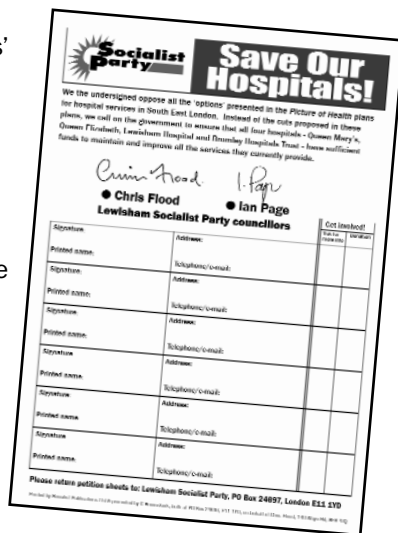 s’
e
Socialist
Party
Save Our
Hospitals!
We the undersigned oppose all the ‘options’ presented in the Picture of Health plans
for hospital services in South East London. Instead of the cuts proposed in these
plans, we call on the government to ensure that all four hospitals - Queen Mary’s,
Queen Elizabeth, Lewisham Hospital and Bromley Hospitals Trust - have sufficient
funds to maintain and improve all the services they currently provide.
Chris Flood I. Page
● Chris Flood ● Ian Page
Lewisham Socialist Party councillors
Get involved!
Donation
Signature: Address:
Printed name: Telephone/e-mail:
Signature: Address:
Printed name: Telephone/e-mail:
Signature: Address:
Printed name: Telephone/e-mail:
Signature Address:
Printed name: Telephone/e-mail:
Signature: Address:
Printed name: Telephone/e-mail:
Signature Address:
Printed name: Telephone/e-mail:
Please return petition sheets to: Lewisham Socialist Party, PO Box 24697, London E11 1YD